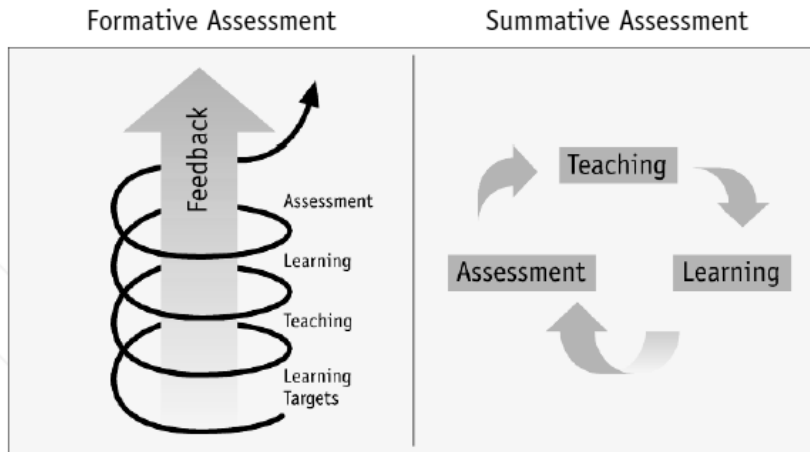 Formative Assessment
Summative Assessment
Feedback
Assessment
Learning
Teaching
Learning
Targets
Teaching
Assessment
Learning